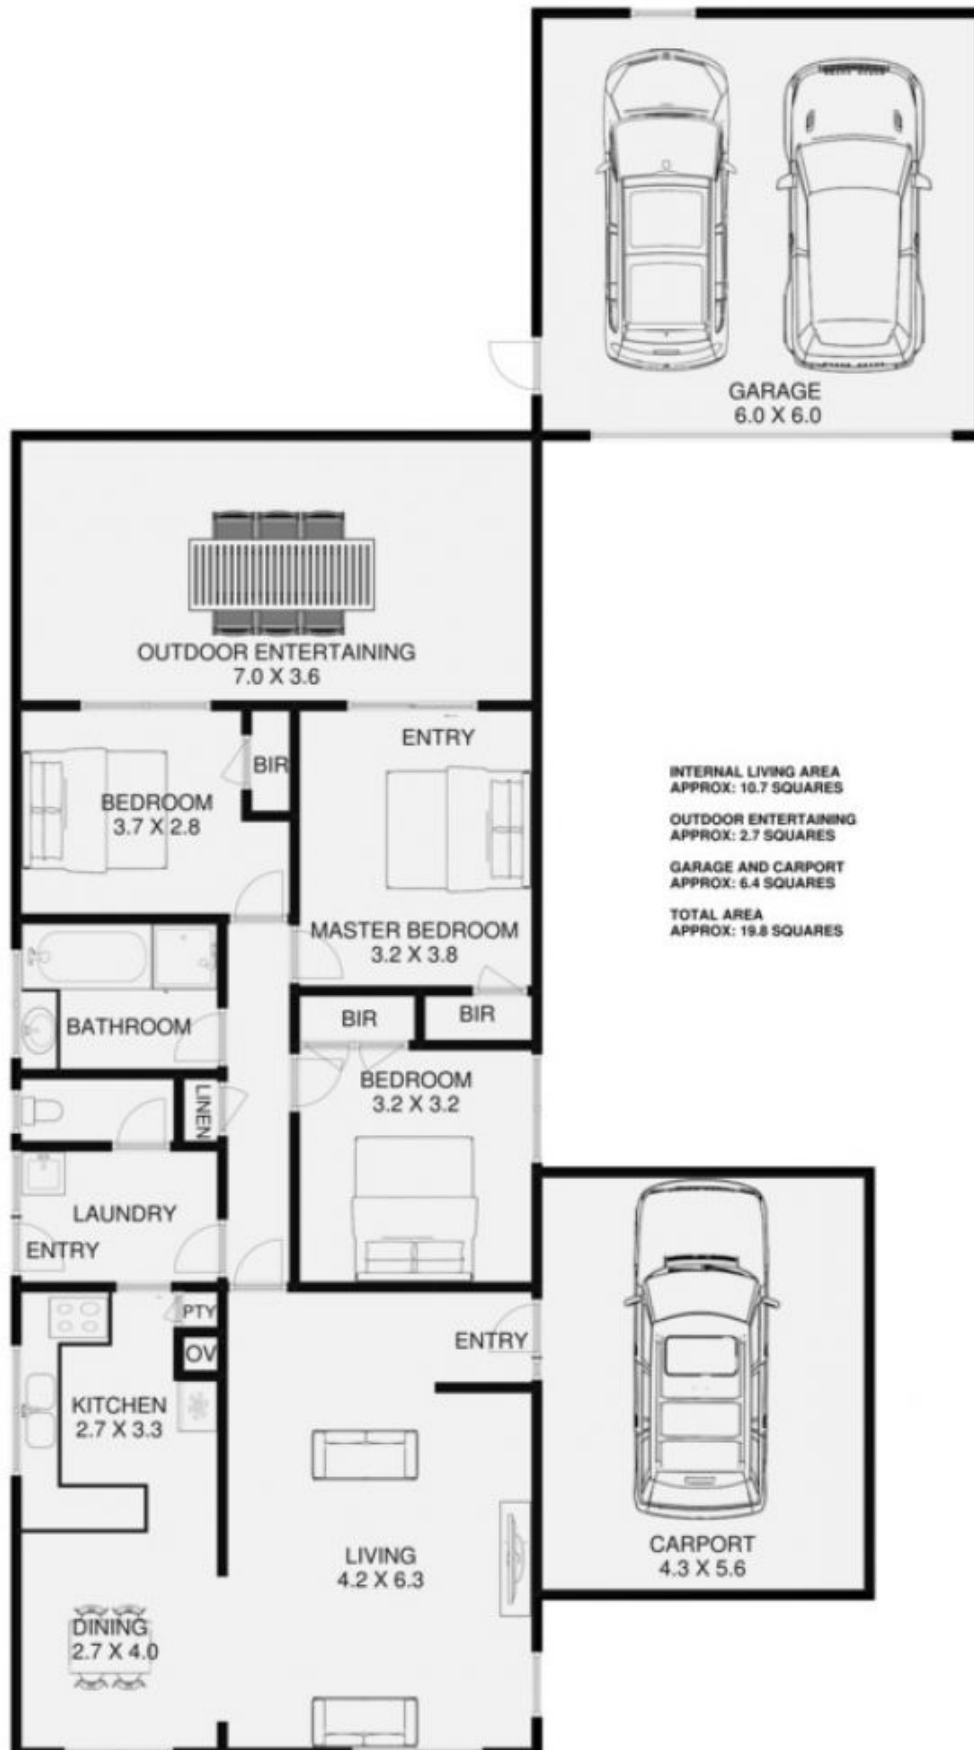 GARAGE
6.0 X 6.0
OUTDOOR ENTERTAINING
7.0 X 3.6
ENTRY
BIR
BEDROOM
3.7 X 2.8
INTERNAL LIVING AREA
APPROX: 10.7 SQUARES
OUTDOOR ENTERTAINING
APPROX: 2.7 SQUARES
GARAGE AND CARPORT
APPROX: 6.4 SQUARES
TOTAL AREA
APPROX: 19.8 SQUARES
MASTER BEDROOM
3.2 X 3.8
BATHROOM
BIR
BIR
BEDROOM
3.2 X 3.2
LINEN
LAUNDRY
ENTRY
PTY
OV
ENTRY
KITCHEN
2.7 X 3.3
LIVING
4.2 X 6.3
CARPORT
4.3 X 5.6
DINING
2.7 X 4.0